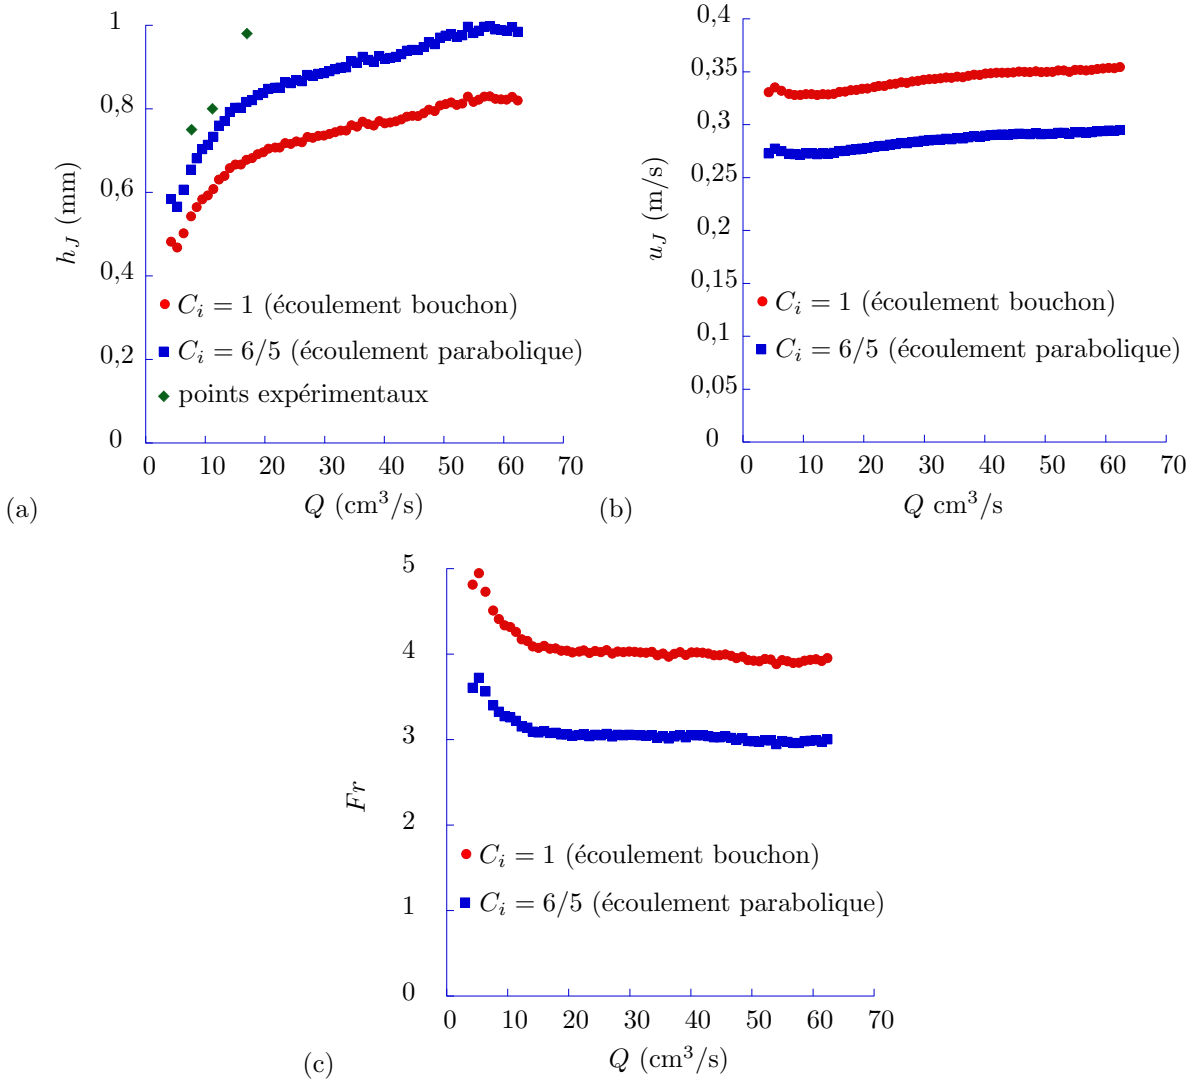 1
0,8
0,6
0,4
0,2
0
h_J (mm)
C_i = 1 (écoulement bouchon)
C_i = 6/5 (écoulement parabolique)
points expérimentaux
0 10 20 30 40 50 60 70
Q (cm³/s)
(a)
0,4
0,35
0,3
0,25
0,2
0,15
0,1
0,05
0
u_J (m/s)
C_i = 1 (écoulement bouchon)
C_i = 6/5 (écoulement parabolique)
0 10 20 30 40 50 60 70
Q cm³/s
(b)
5
4
3
2
1
0
Fr
C_i = 1 (écoulement bouchon)
C_i = 6/5 (écoulement parabolique)
0 10 20 30 40 50 60 70
Q (cm³/s)
(c)